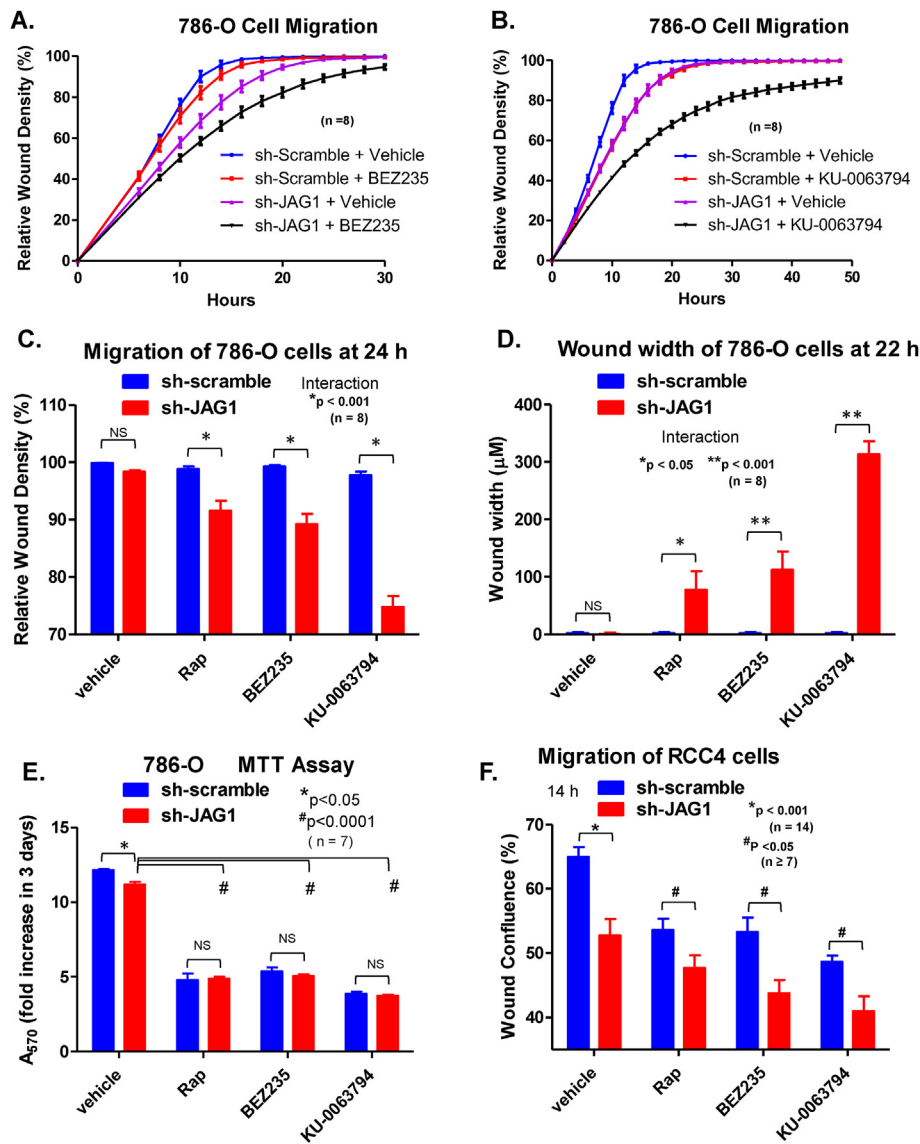 A.
786-O Cell Migration
Relative Wound Density (%)
100
80
60
40
20
0
(n =8)
sh-Scramble + Vehicle
sh-Scramble + BEZ235
sh-JAG1 + Vehicle
sh-JAG1 + BEZ235
0 10 20 30
Hours
B.
786-O Cell Migration
Relative Wound Density (%)
100
80
60
40
20
0
(n =8)
sh-Scramble + Vehicle
sh-Scramble + KU-0063794
sh-JAG1 + Vehicle
sh-JAG1 + KU-0063794
0 10 20 30 40 50
Hours
C.
Migration of 786-O cells at 24 h
sh-scramble
sh-JAG1
Interaction
*p < 0.001
(n = 8)
Relative Wound Density (%)
110
100
90
80
70
NS * * *
vehicle Rap BEZ235 KU-0063794
D.
Wound width of 786-O cells at 22 h
sh-scramble
sh-JAG1
Interaction
*p < 0.05 **p < 0.001
(n = 8)
Wound width (μM)
400
300
200
100
0
NS * ** **
vehicle Rap BEZ235 KU-0063794
E.
786-O MTT Assay
sh-scramble
sh-JAG1
*p<0.05
#p<0.0001
( n = 7)
A570 (fold increase in 3 days)
15
10
5
0
* # # #
NS NS NS
vehicle Rap BEZ235 KU-0063794
F.
Migration of RCC4 cells
14 h
sh-scramble
sh-JAG1
*p < 0.001
(n = 14)
#P <0.05
(n ≥ 7)
Wound Confluence (%)
70
60
50
40
* # # #
vehicle Rap BEZ235 KU-0063794